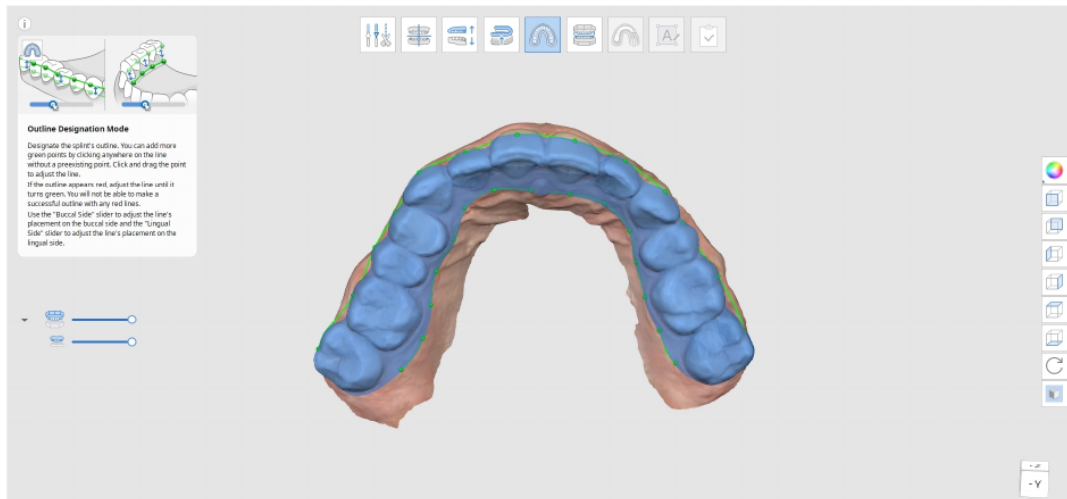 Outline Designation Mode
Designate the splint's outline. You can add more
green points by clicking anywhere on the line
without a preexisting point. Click and drag the point
to adjust the line.
If the outline appears red, adjust the line until it
turns green. You will not be able to make a
successful outline with any red lines.
Use the "Buccal Side" slider to adjust the line's
placement on the buccal side and the "Lingual
Side" slider to adjust the line's placement on the
lingual side.
A
- Y